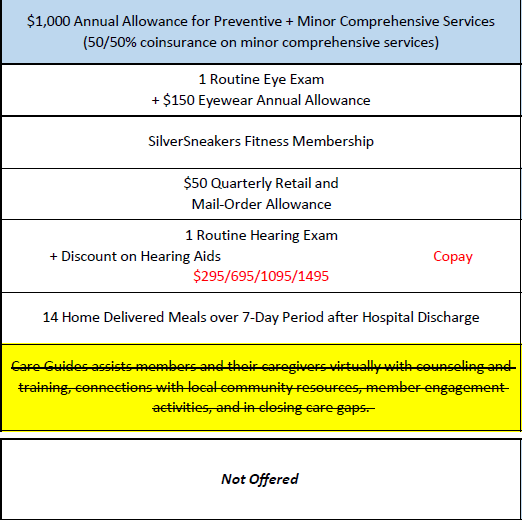 $1,000 Annual Allowance for Preventive + Minor Comprehensive Services
(50/50% coinsurance on minor comprehensive services)
1 Routine Eye Exam
+ $150 Eyewear Annual Allowance
SilverSneakers Fitness Membership
$50 Quarterly Retail and
Mail-Order Allowance
1 Routine Hearing Exam
+ Discount on Hearing Aids Copay
$295/695/1095/1495
14 Home Delivered Meals over 7-Day Period after Hospital Discharge
Care Guides assists members and their caregivers virtually with counseling and
training, connections with local community resources, member engagement
activities, and in closing care gaps.
Not Offered